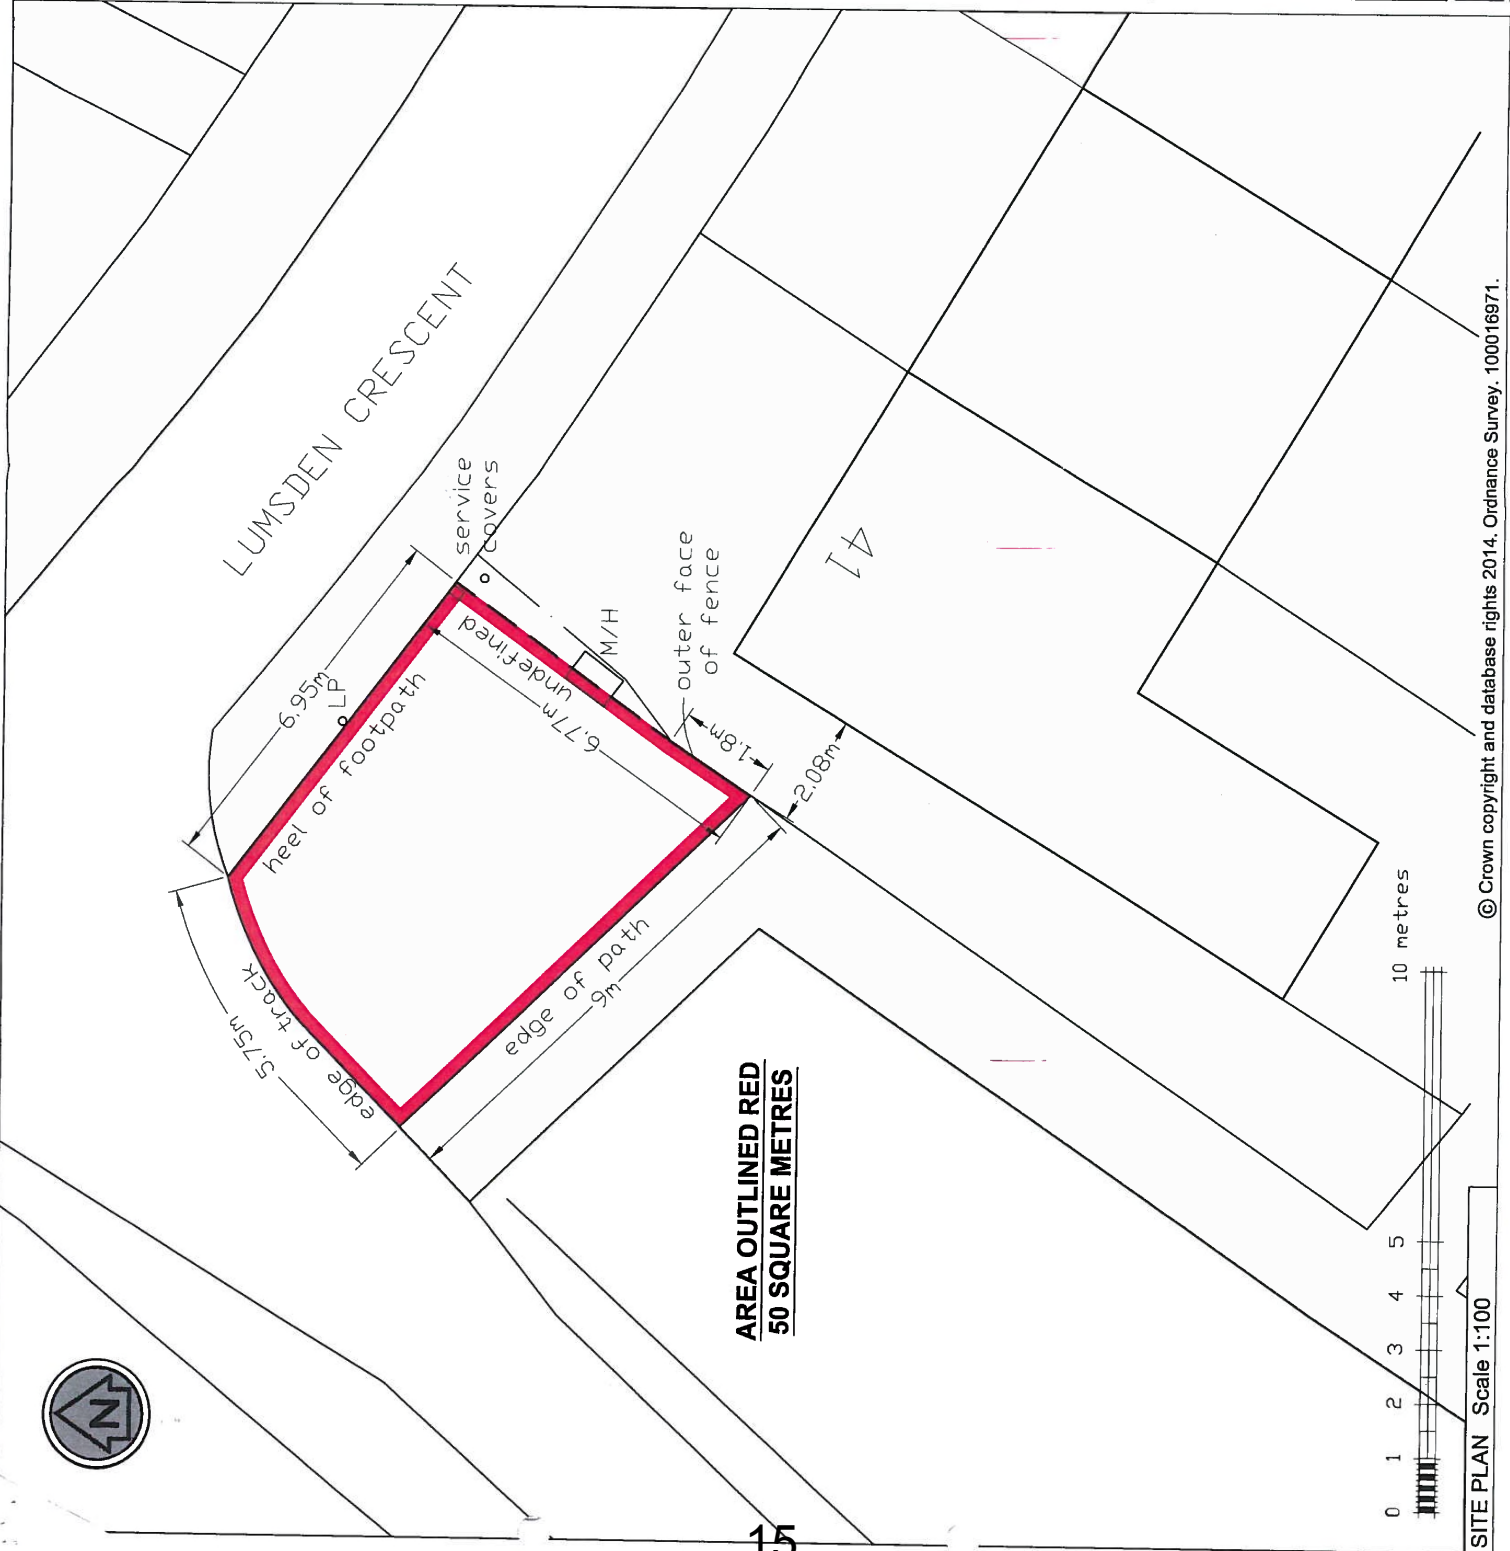 N
LUMSDEN CRESCENT
service
covers
6.95m
LP
heel of footpath
undefined
6.77m
M/H
outer face
of fence
1.8m
2.08m
41
5.75m
edge of track
edge of path
9m
AREA OUTLINED RED
50 SQUARE METRES
0 1 2 3 4 5 10 metres
© Crown copyright and database rights 2014. Ordnance Survey. 100016971.
SITE PLAN Scale 1:100
15